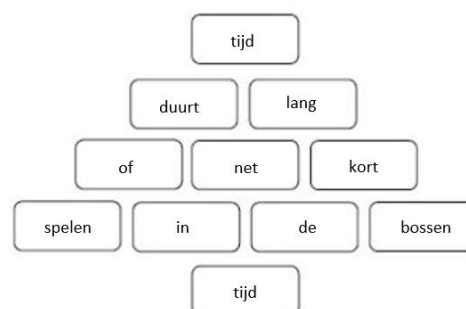 tijd
duurt lang
of net kort
spelen in de bossen
tijd